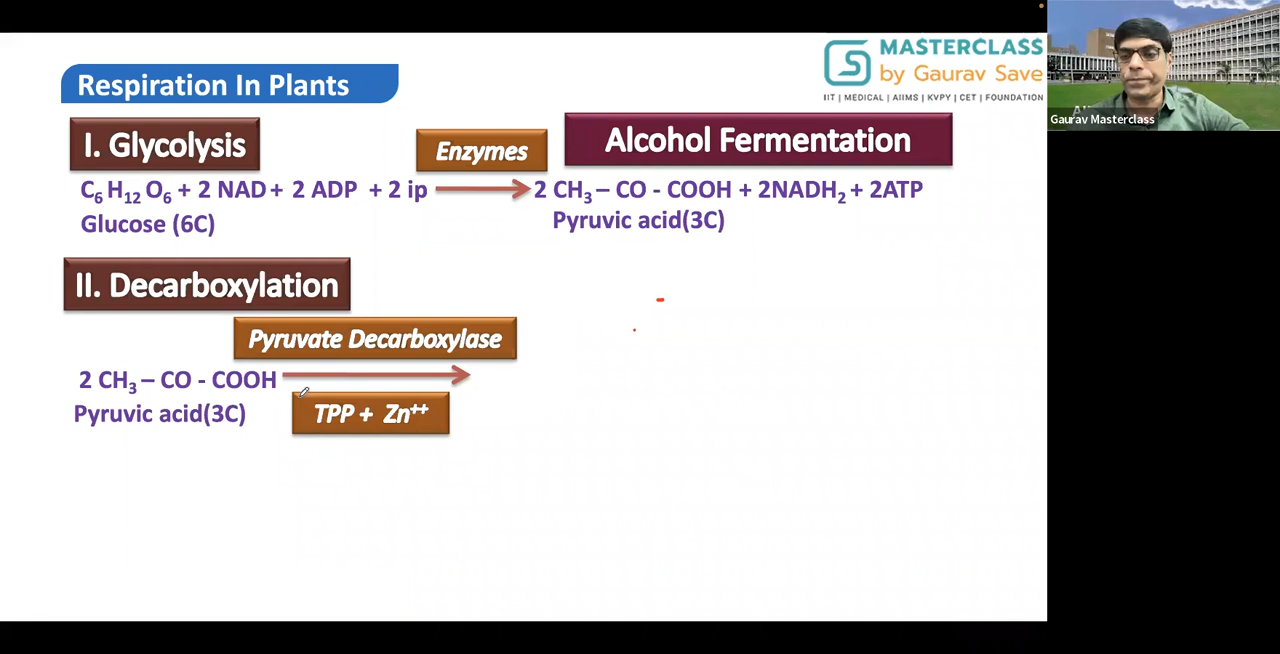 MASTERCLASS
by Gaurav Save
IIT | MEDICAL | AIIMS | KVPY | CET | FOUNDATION
Gaurav Masterclass
Respiration In Plants
I. Glycolysis
Enzymes
Alcohol Fermentation
C₆ H₁₂ O₆ + 2 NAD + 2 ADP + 2 ip ⟶ 2 CH₃ – CO - COOH + 2NADH₂ + 2ATP
Glucose (6C)
Pyruvic acid(3C)
II. Decarboxylation
Pyruvate Decarboxylase
2 CH₃ – CO - COOH ⟶
Pyruvic acid(3C)
TPP + Zn⁺⁺